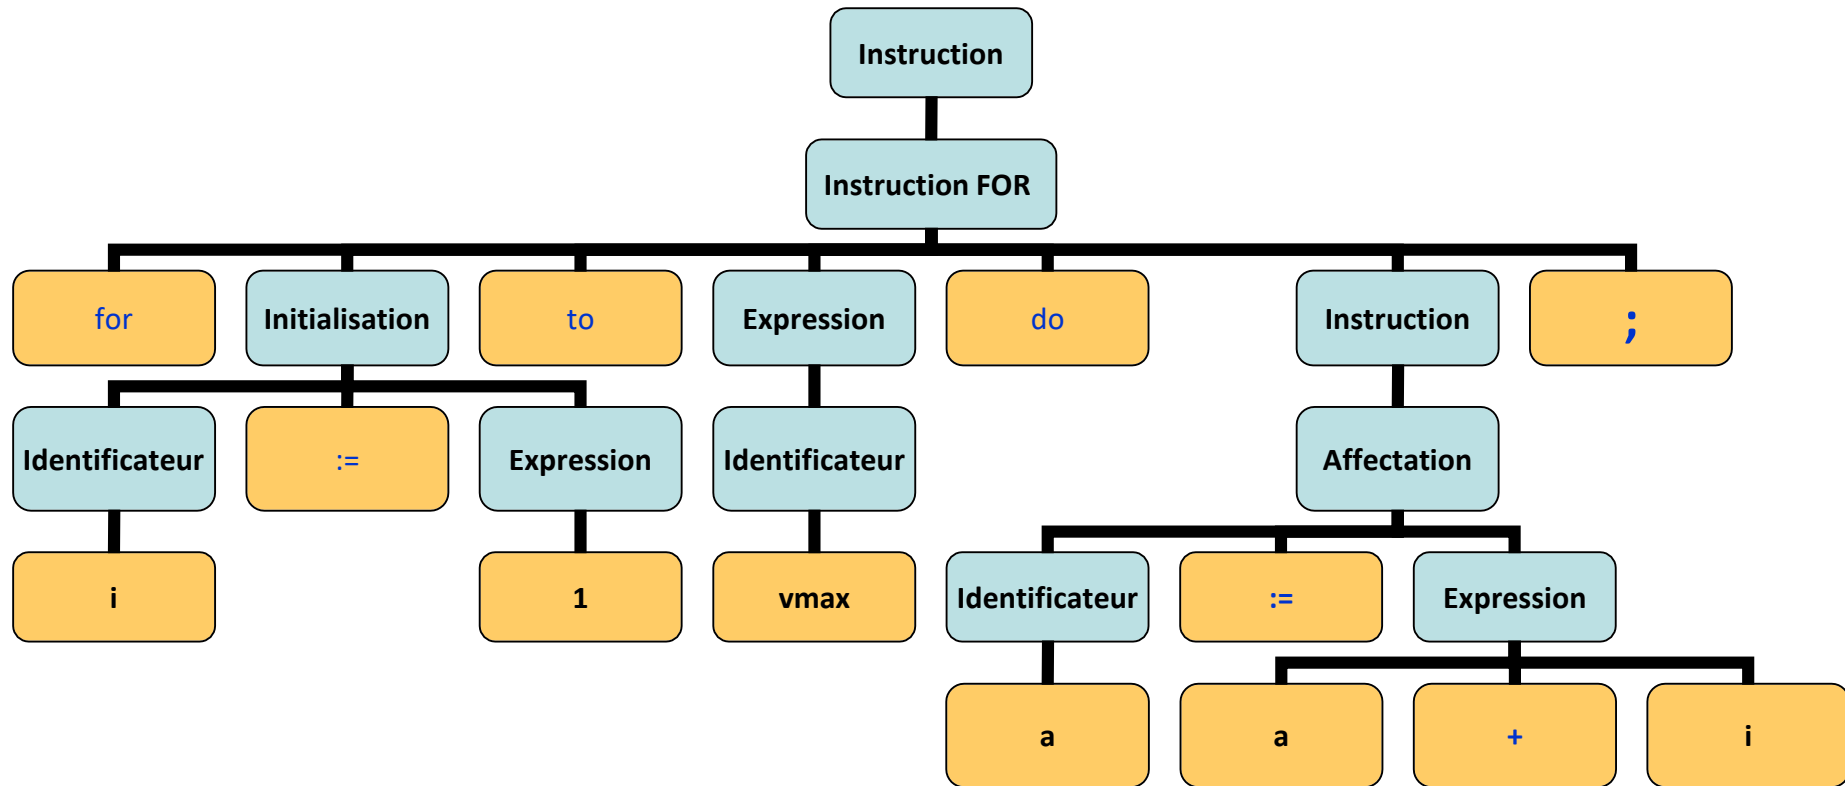 Instruction
Instruction FOR
for
Initialisation
to
Expression
do
Instruction
;
Identificateur
:=
Expression
Identificateur
Affectation
i
1
vmax
Identificateur
:=
Expression
a
a
+
i